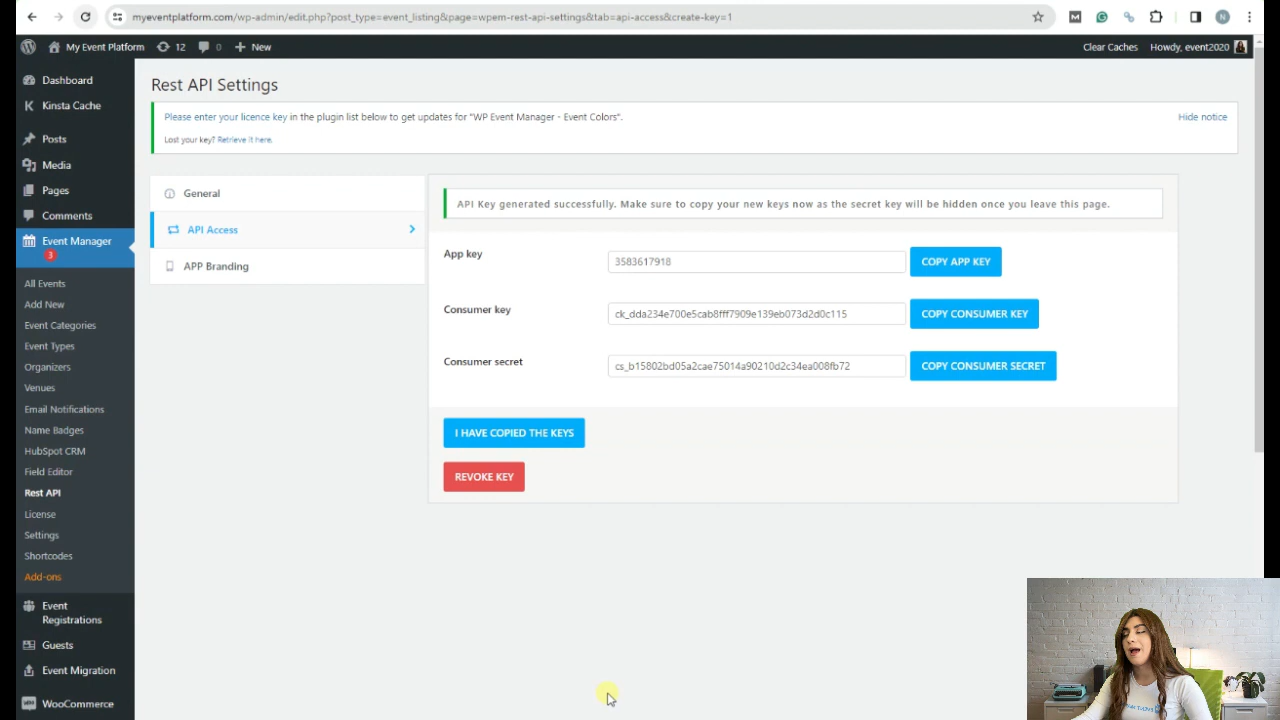 myeventplatform.com/wp-admin/edit.php?post_type=event_listing&page=wpem-rest-api-settings&tab=api-access&create-key=1
My Event Platform 12 0 New
Clear Caches Howdy, event2020
Dashboard
Kinsta Cache
Posts
Media
Pages
Comments
Event Manager
3
All Events
Add New
Event Categories
Event Types
Organizers
Venues
Email Notifications
Name Badges
HubSpot CRM
Field Editor
Rest API
License
Settings
Shortcodes
Add-ons
Event
Registrations
Guests
Event Migration
WooCommerce
Rest API Settings
Please enter your licence key in the plugin list below to get updates for "WP Event Manager - Event Colors".
Hide notice
Lost your key? Retrieve it here.
General
API Access
APP Branding
API Key generated successfully. Make sure to copy your new keys now as the secret key will be hidden once you leave this page.
App key 3583617918 COPY APP KEY
Consumer key ck_dda234e700e5cab8fff7909e139eb073d2d0c115 COPY CONSUMER KEY
Consumer secret cs_b15802bd05a2cae75014a90210d2c34ea008fb72 COPY CONSUMER SECRET
I HAVE COPIED THE KEYS
REVOKE KEY